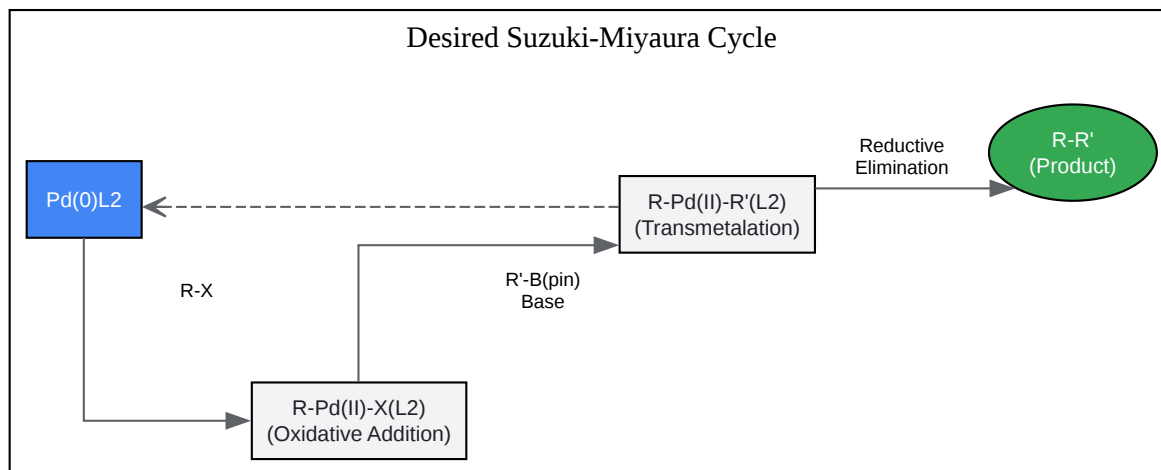 Desired Suzuki-Miyaura Cycle
Pd(0)L2
R-X
R-Pd(II)-X(L2)
(Oxidative Addition)
R'-B(pin)
Base
R-Pd(II)-R'(L2)
(Transmetalation)
Reductive
Elimination
R-R'
(Product)